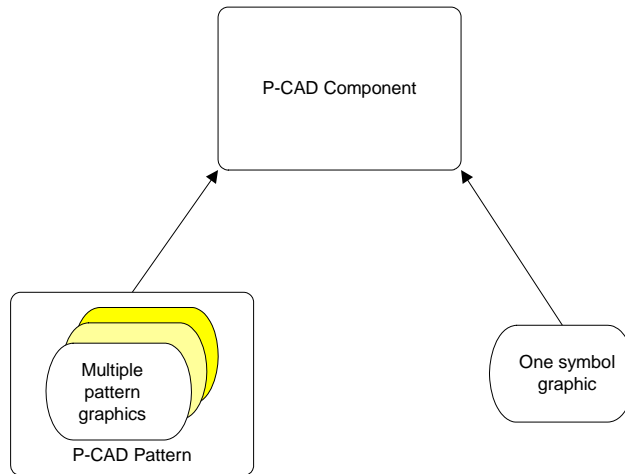 P-CAD Component
Multiple
pattern
graphics
P-CAD Pattern
One symbol
graphic